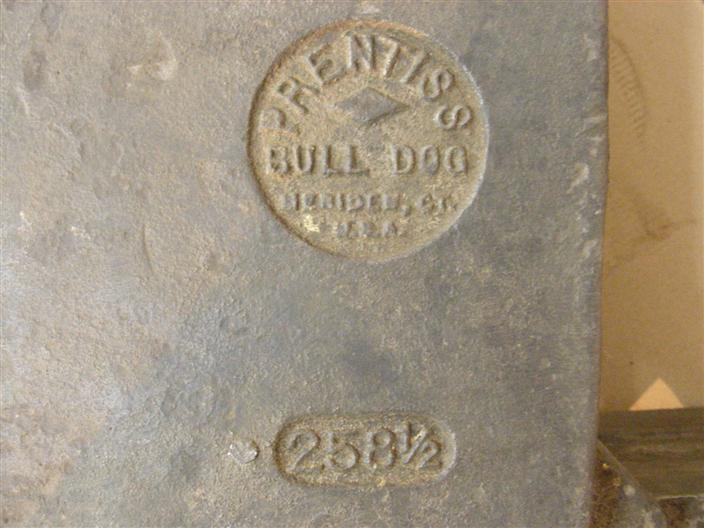 PRENTISS
BULL DOG
MERIDEN, CT.
U.S.A.
258½